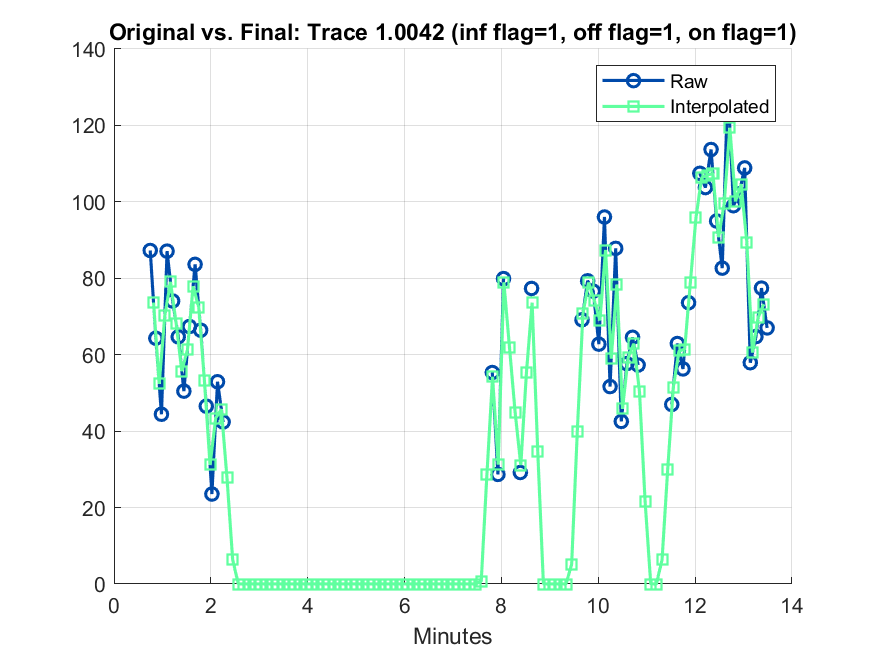 Original vs. Final: Trace 1.0042 (inf flag=1, off flag=1, on flag=1)
140
120
100
80
60
40
20
0
Raw
Interpolated
0 2 4 6 8 10 12 14
Minutes